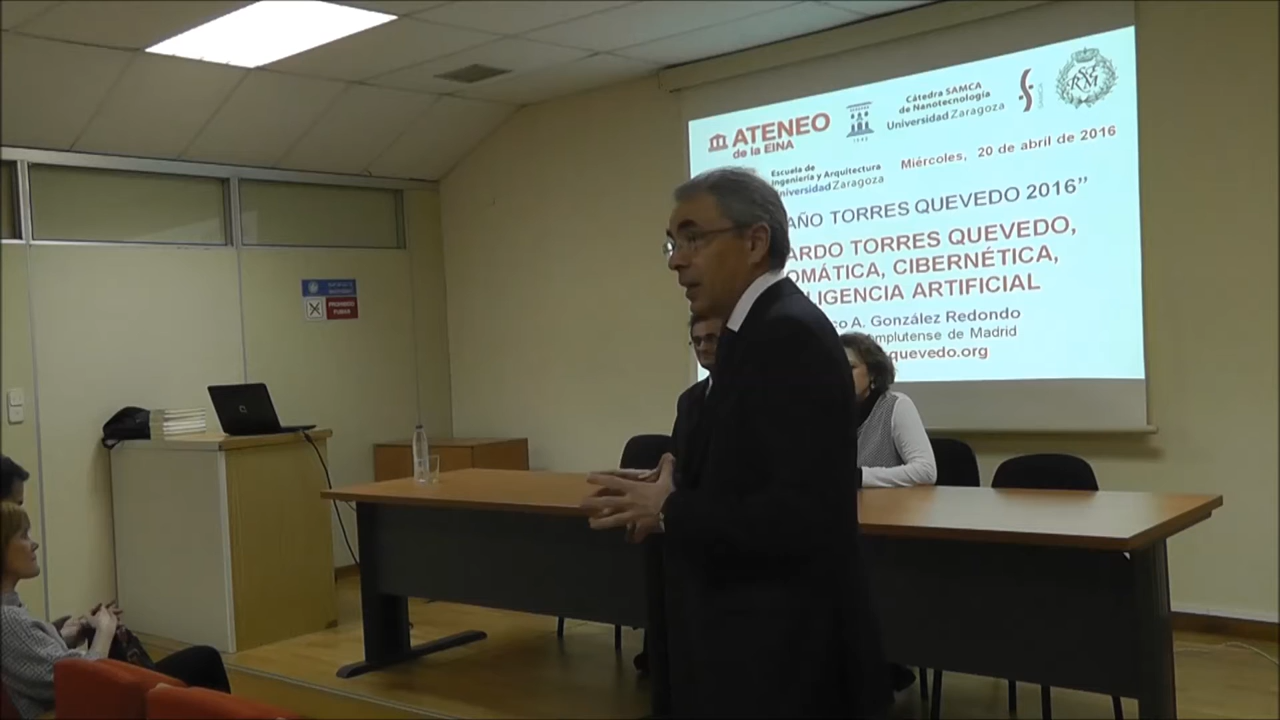 ATENEO
de la EINA
1542
Cátedra SAMCA
de Nanotecnología
Universidad Zaragoza
SAMCA
Escuela de
Ingeniería y Arquitectura
Universidad Zaragoza
Miércoles, 20 de abril de 2016
AÑO TORRES QUEVEDO 2016”
ARDO TORRES QUEVEDO,
OMÁTICA, CIBERNÉTICA,
LIGENCIA ARTIFICIAL
co A. González Redondo
mplutense de Madrid
quevedo.org
PROHIBIDO
FUMAR